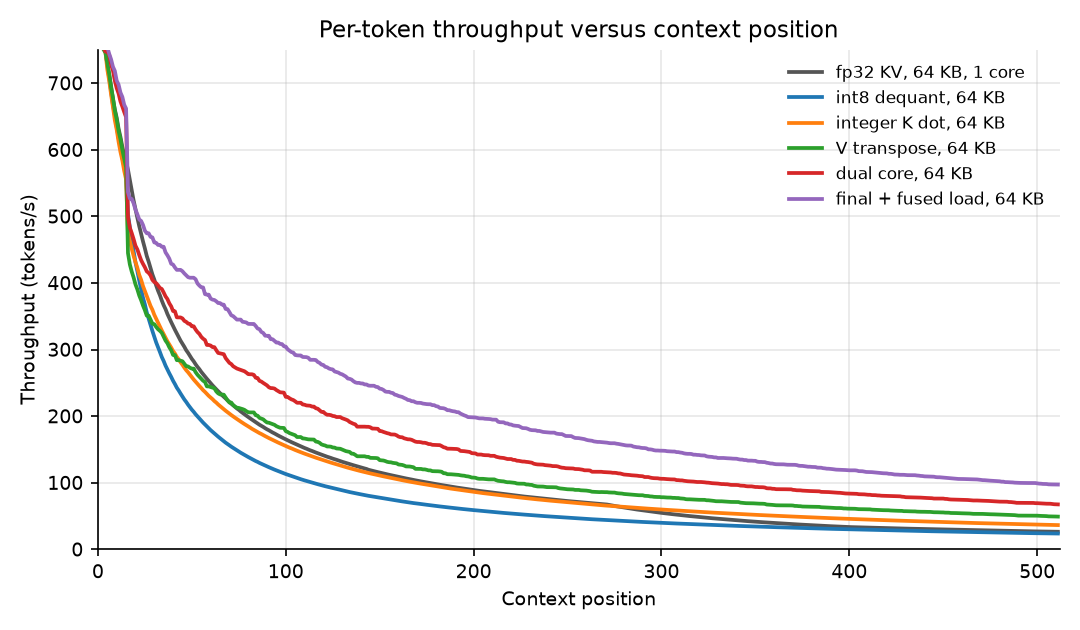 Per-token throughput versus context position
Throughput (tokens/s)
700
600
500
400
300
200
100
0
0 100 200 300 400 500
Context position
fp32 KV, 64 KB, 1 core
int8 dequant, 64 KB
integer K dot, 64 KB
V transpose, 64 KB
dual core, 64 KB
final + fused load, 64 KB